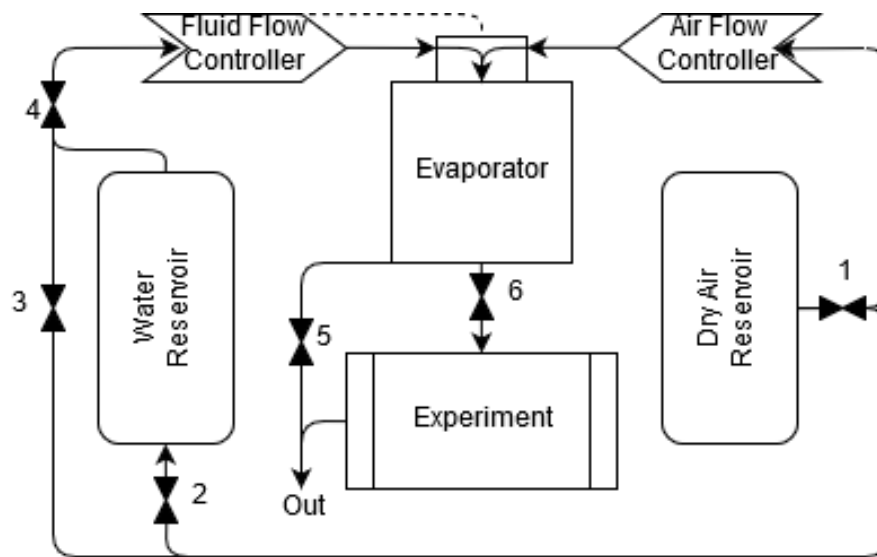 Fluid Flow
Controller
Air Flow
Controller
4
Evaporator
Water
Reservoir
Dry Air
Reservoir
1
3
6
5
Experiment
2
Out